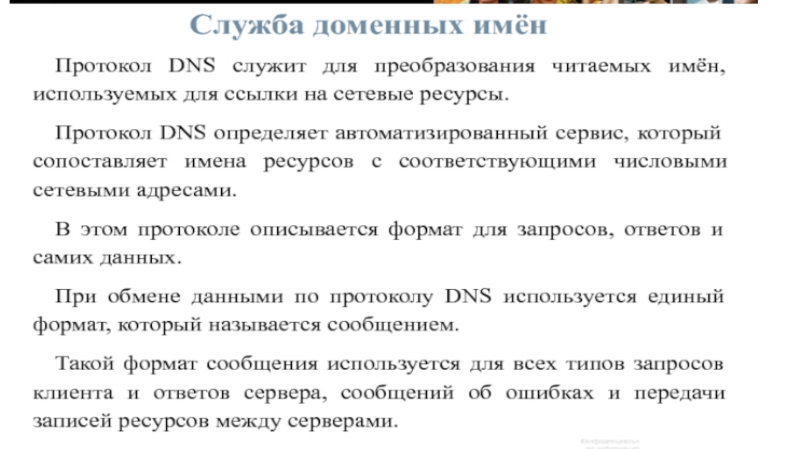 Служба доменных имён
Протокол DNS служит для преобразования читаемых имён,
используемых для ссылки на сетевые ресурсы.
Протокол DNS определяет автоматизированный сервис, который
сопоставляет имена ресурсов с соответствующими числовыми
сетевыми адресами.
В этом протоколе описывается формат для запросов, ответов и
самих данных.
При обмене данными по протоколу DNS используется единый
формат, который называется сообщением.
Такой формат сообщения используется для всех типов запросов
клиента и ответов сервера, сообщений об ошибках и передачи
записей ресурсов между серверами.